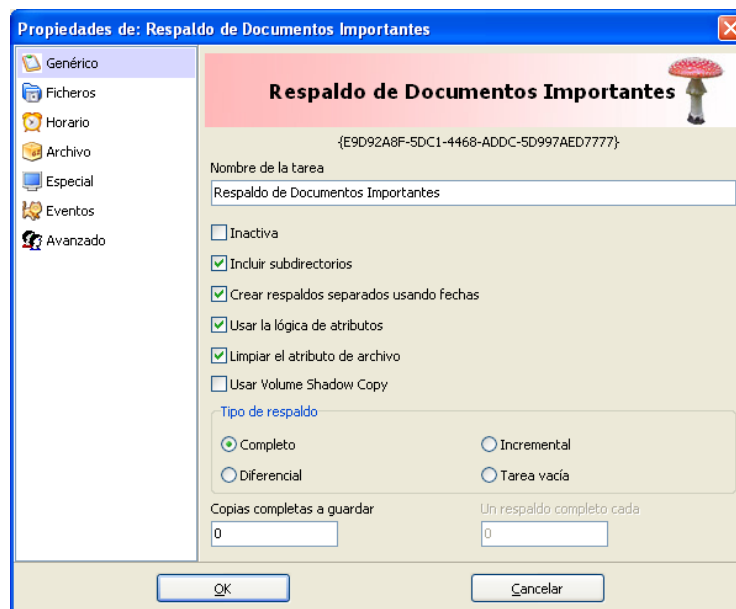 Propiedades de: Respaldo de Documentos Importantes
Genérico
Ficheros
Horario
Archivo
Especial
Eventos
Avanzado
Respaldo de Documentos Importantes
{E9D92A8F-5DC1-4468-ADDC-5D997AED7777}
Nombre de la tarea
Respaldo de Documentos Importantes
Inactiva
Incluir subdirectorios
Crear respaldos separados usando fechas
Usar la lógica de atributos
Limpiar el atributo de archivo
Usar Volume Shadow Copy
Tipo de respaldo
Completo
Incremental
Diferencial
Tarea vacía
Copias completas a guardar
Un respaldo completo cada
0
0
OK
Cancelar